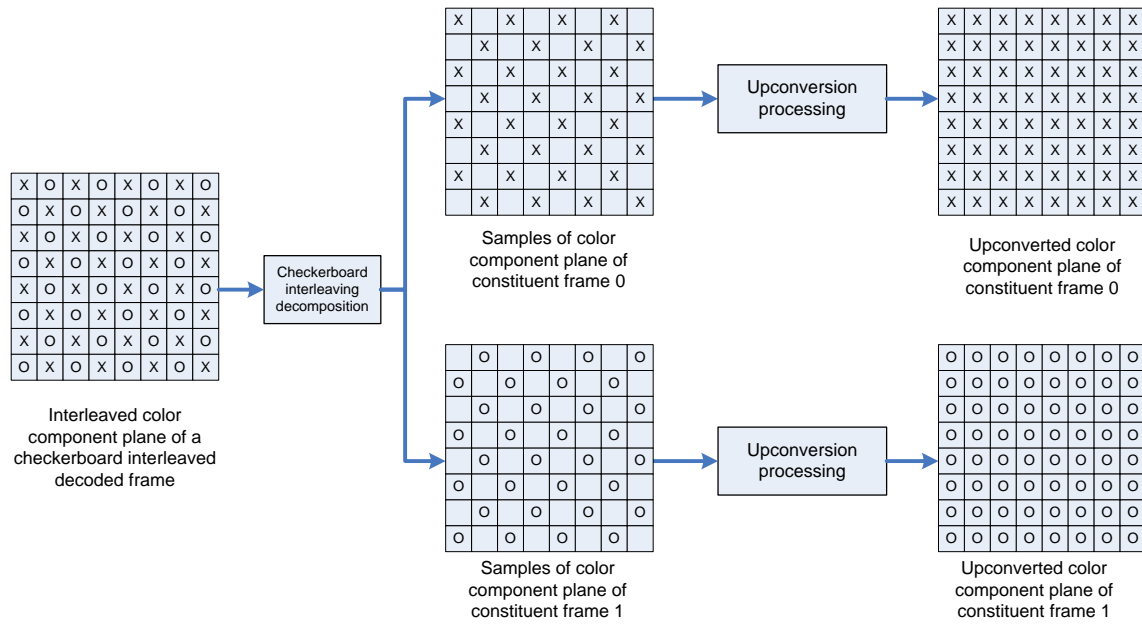 X O X O X O X O
O X O X O X O X
X O X O X O X O
O X O X O X O X
X O X O X O X O
O X O X O X O X
X O X O X O X O
O X O X O X O X
Interleaved color
component plane of a
checkerboard interleaved
decoded frame
Checkerboard
interleaving
decomposition
X X X X
X X X X
X X X X
X X X X
X X X X
X X X X
X X X X
X X X X
Samples of color
component plane of
constituent frame 0
Upconversion
processing
X X X X X X X X
X X X X X X X X
X X X X X X X X
X X X X X X X X
X X X X X X X X
X X X X X X X X
X X X X X X X X
X X X X X X X X
Upconverted color
component plane of
constituent frame 0
O O O O
O O O O
O O O O
O O O O
O O O O
O O O O
O O O O
O O O O
Samples of color
component plane of
constituent frame 1
Upconversion
processing
O O O O O O O O
O O O O O O O O
O O O O O O O O
O O O O O O O O
O O O O O O O O
O O O O O O O O
O O O O O O O O
O O O O O O O O
Upconverted color
component plane of
constituent frame 1